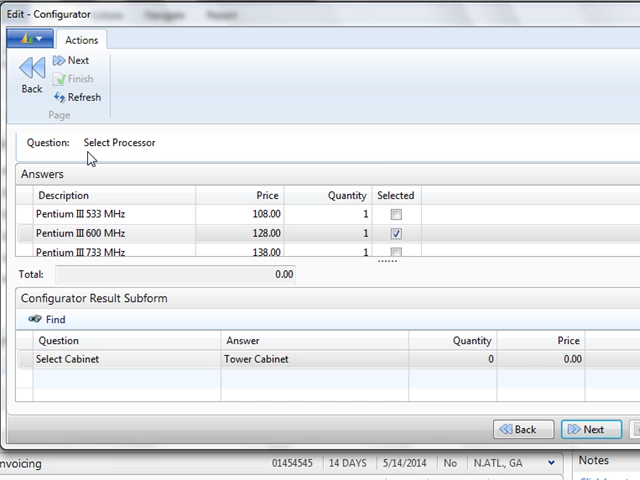 Edit - Configurator
Actions
Back
Next
Finish
Refresh
Page
Question: Select Processor
Answers
Description Price Quantity Selected
Pentium III 533 MHz 108.00 1
Pentium III 600 MHz 128.00 1
Pentium III 733 MHz 138.00 1
Total: 0.00
Configurator Result Subform
Find
Question Answer Quantity Price
Select Cabinet Tower Cabinet 0 0.00
Back Next
nvoicing 01454545 14 DAYS 5/14/2014 No N.ATL., GA Notes